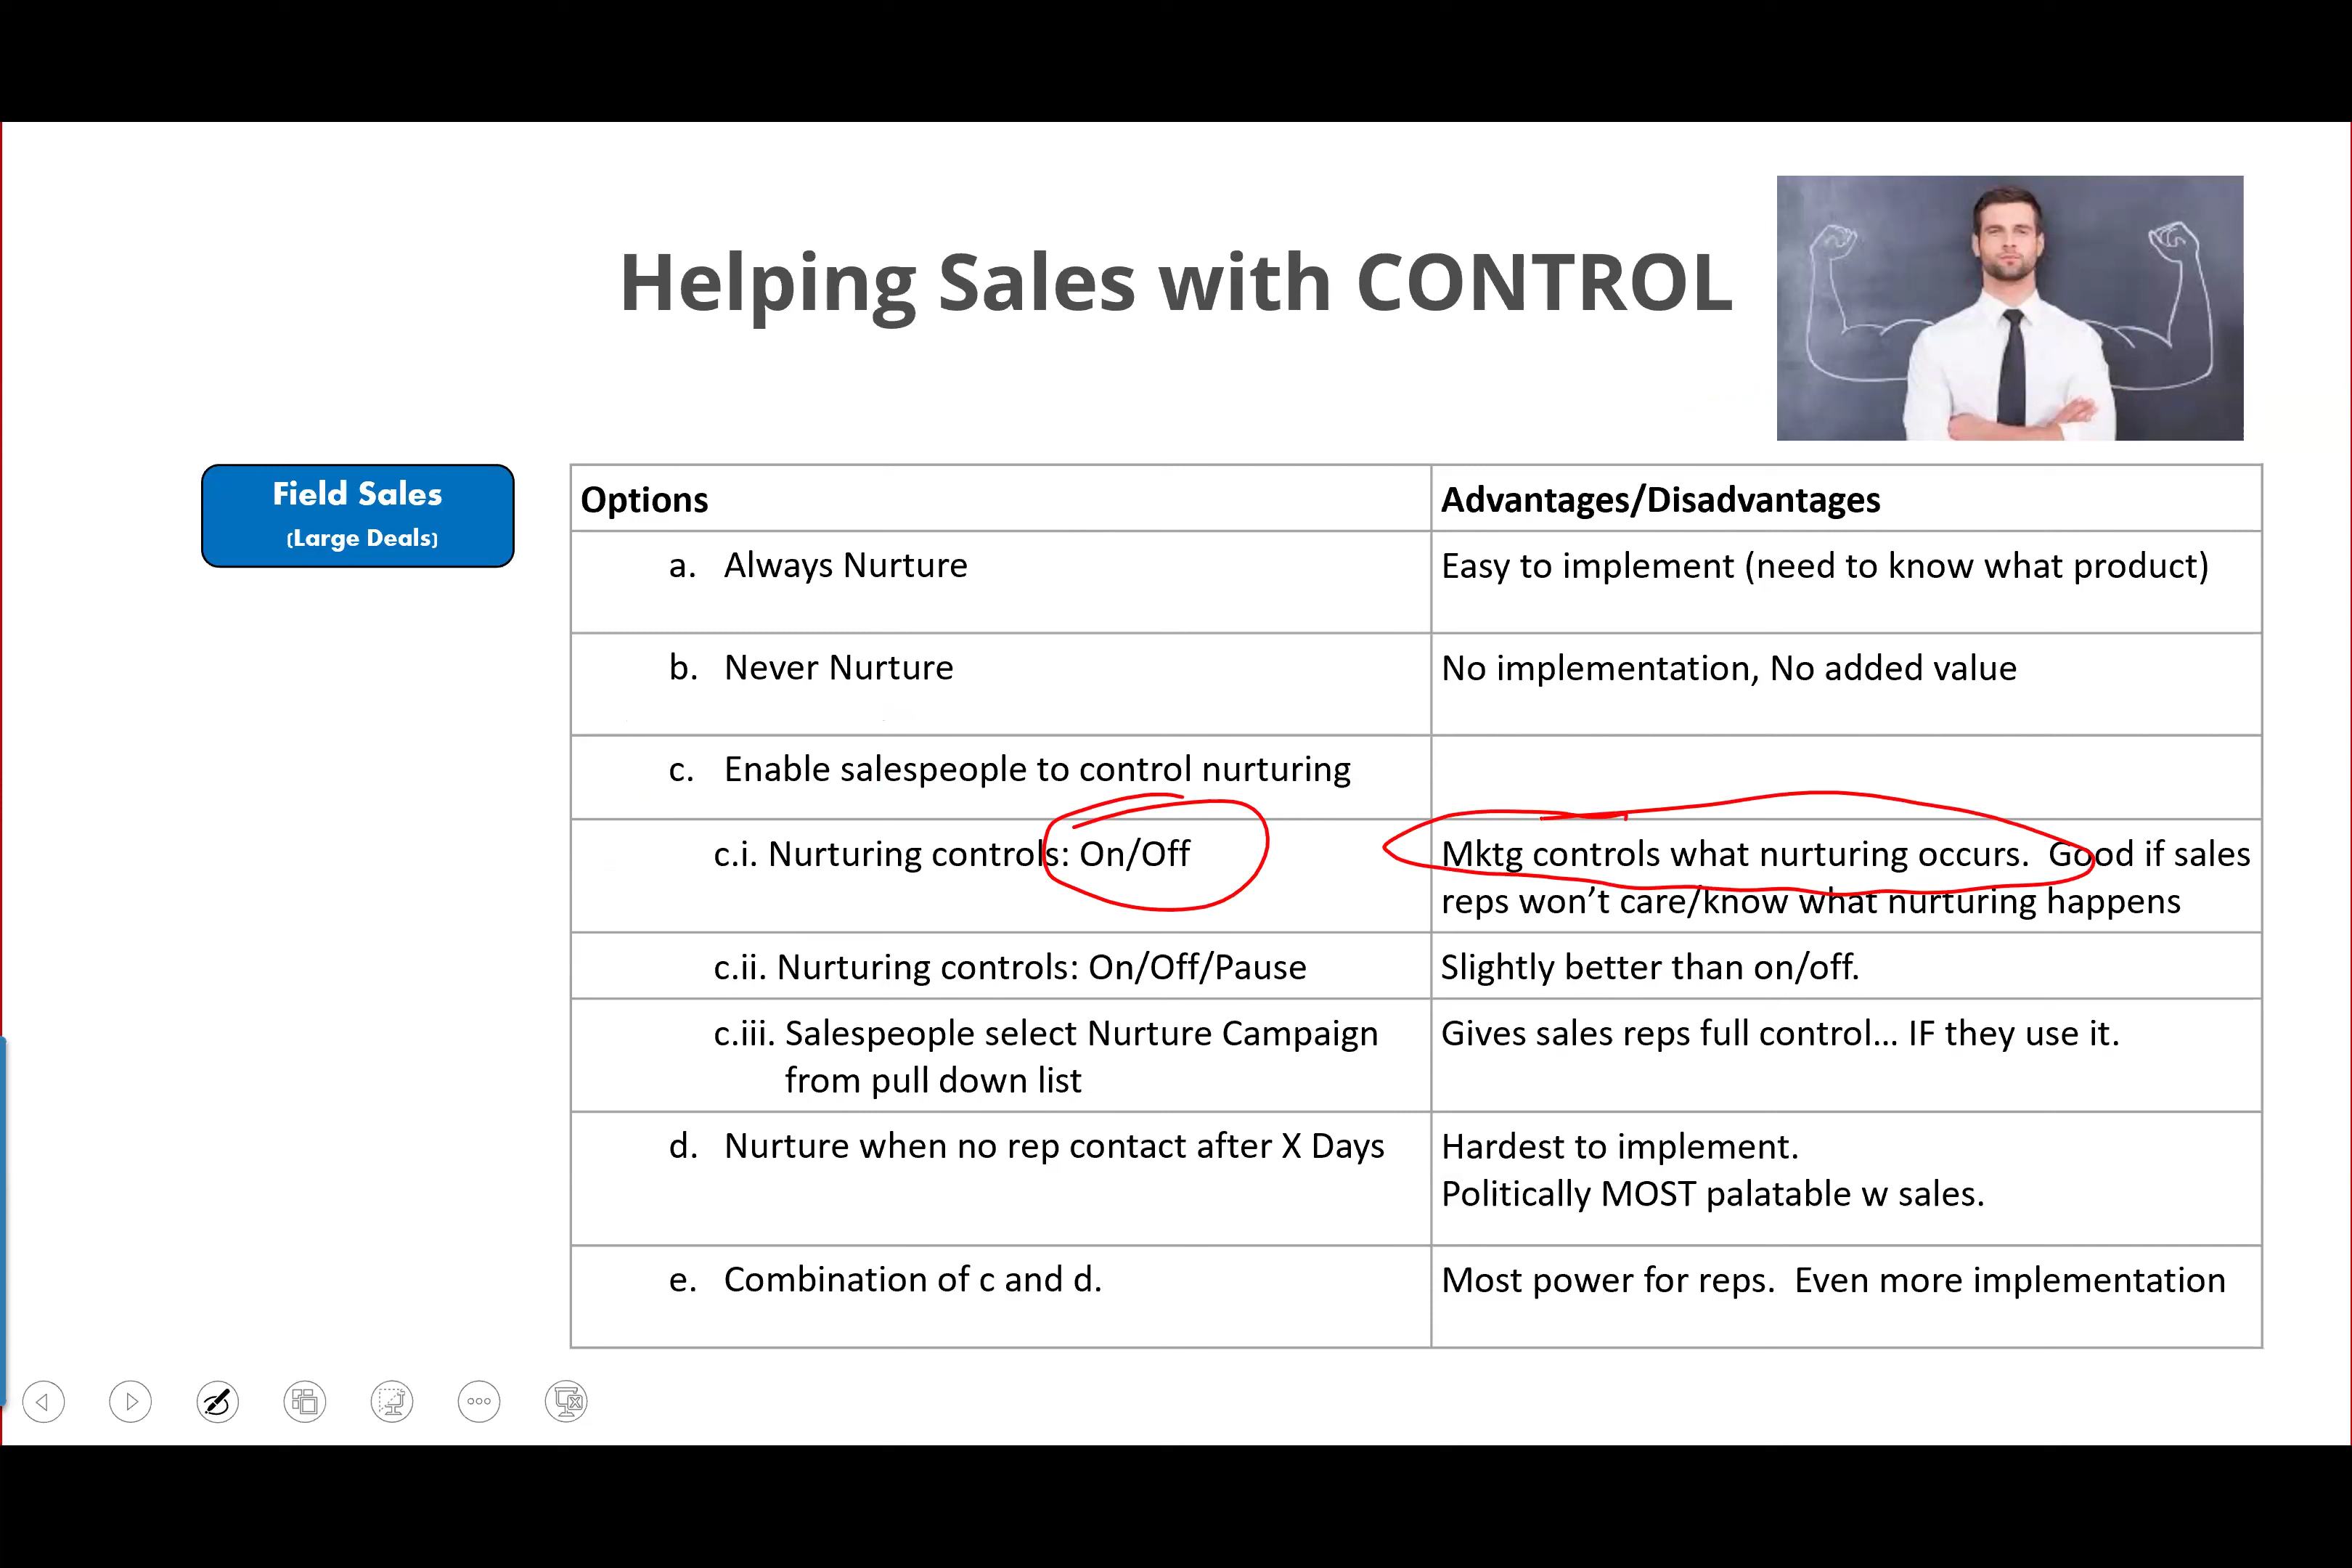 Helping Sales with CONTROL
Field Sales
(Large Deals)
Options
Advantages/Disadvantages
a. Always Nurture
Easy to implement (need to know what product)
b. Never Nurture
No implementation, No added value
c. Enable salespeople to control nurturing
c.i. Nurturing controls: On/Off
Mktg controls what nurturing occurs.  Good if sales
reps won’t care/know what nurturing happens
c.ii. Nurturing controls: On/Off/Pause
Slightly better than on/off.
c.iii. Salespeople select Nurture Campaign
from pull down list
Gives sales reps full control... IF they use it.
d. Nurture when no rep contact after X Days
Hardest to implement.
Politically MOST palatable w sales.
e. Combination of c and d.
Most power for reps.  Even more implementation